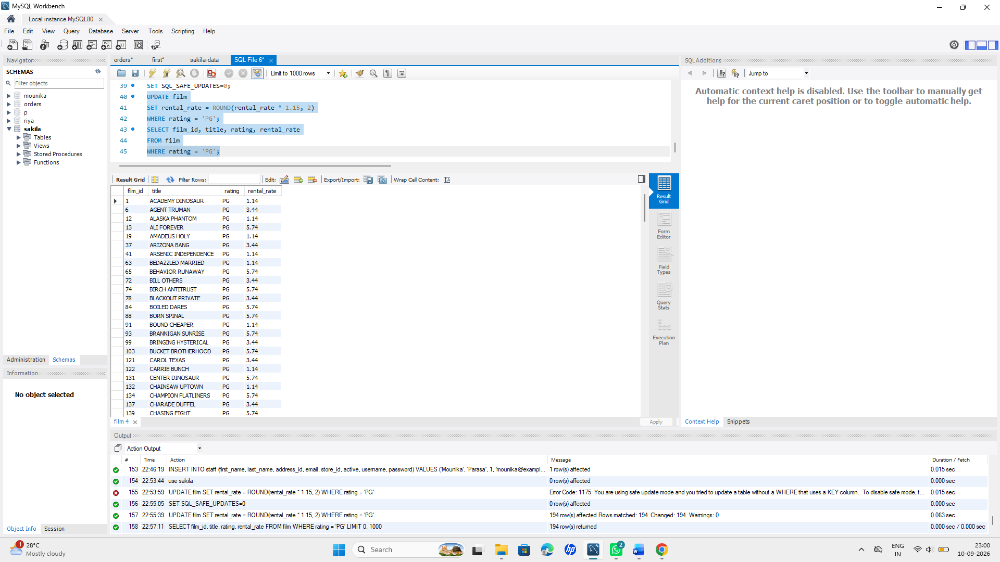 MySQL Workbench
Local instance MySQL80
File Edit View Query Database Server Tools Scripting Help
Navigator
SCHEMAS
Filter objects
mounika
orders
p
riya
sakila
Tables
Views
Stored Procedures
Functions
Administration Schemas
Information
No object selected
Object Info Session
orders* first* sakila-data SQL File 6*
Limit to 1000 rows
39 SET SQL_SAFE_UPDATES=0;
40 UPDATE film
41 SET rental_rate = ROUND(rental_rate * 1.15, 2)
42 WHERE rating = 'PG';
43 SELECT film_id, title, rating, rental_rate
44 FROM film
45 WHERE rating = 'PG';
Result Grid Filter Rows: Edit: Export/Import: Wrap Cell Content:
film_id title rating rental_rate
1 ACADEMY DINOSAUR PG 1.14
6 AGENT TRUMAN PG 3.44
12 ALASKA PHANTOM PG 1.14
13 ALI FOREVER PG 5.74
19 AMADEUS HOLY PG 1.14
37 ARIZONA BANG PG 3.44
41 ARSENIC INDEPENDENCE PG 1.14
63 BEDAZZLED MARRIED PG 1.14
65 BEHAVIOR RUNAWAY PG 5.74
72 BILL OTHERS PG 3.44
74 BIRCH ANTITRUST PG 5.74
78 BLACKOUT PRIVATE PG 3.44
84 BOILED DARES PG 5.74
88 BORN SPINAL PG 5.74
91 BOUND CHEAPER PG 1.14
93 BRANNIGAN SUNRISE PG 5.74
99 BRINGING HYSTERICAL PG 3.44
103 BUCKET BROTHERHOOD PG 5.74
121 CAROL TEXAS PG 3.44
122 CARRIE BUNCH PG 1.14
131 CENTER DINOSAUR PG 5.74
132 CHAINSAW UPTOWN PG 1.14
134 CHAMPION FLATLINERS PG 5.74
137 CHARADE DUFFEL PG 3.44
139 CHASING FIGHT PG 5.74
film 4
Apply
Result
Grid
Form
Editor
Field
Types
Query
Stats
Execution
Plan
SQLAdditions
Jump to
Automatic context help is disabled. Use the toolbar to manually get
help for the current caret position or to toggle automatic help.
Context Help Snippets
Output
Action Output
# Time Action Message Duration / Fetch
153 22:46:19 INSERT INTO staff (first_name, last_name, address_id, email, store_id, active, username, password) VALUES ('Mounika', 'Parasa', 1, 'mounika@exampl... 1 row(s) affected 0.015 sec
154 22:53:44 use sakila 0 row(s) affected 0.000 sec
155 22:53:59 UPDATE film SET rental_rate = ROUND(rental_rate * 1.15, 2) WHERE rating = 'PG' Error Code: 1175. You are using safe update mode and you tried to update a table without a WHERE that uses a KEY column.  To disable safe mode, t... 0.015 sec
156 22:55:05 SET SQL_SAFE_UPDATES=0 0 row(s) affected 0.000 sec
157 22:55:39 UPDATE film SET rental_rate = ROUND(rental_rate * 1.15, 2) WHERE rating = 'PG' 194 row(s) affected Rows matched: 194  Changed: 194  Warnings: 0 0.063 sec
158 22:57:11 SELECT film_id, title, rating, rental_rate FROM film WHERE rating = 'PG' LIMIT 0, 1000 194 row(s) returned 0.000 sec / 0.000 sec
1
28°C
Mostly cloudy
Search
hp
2
W
ENG
IN
23:00
10-09-2026